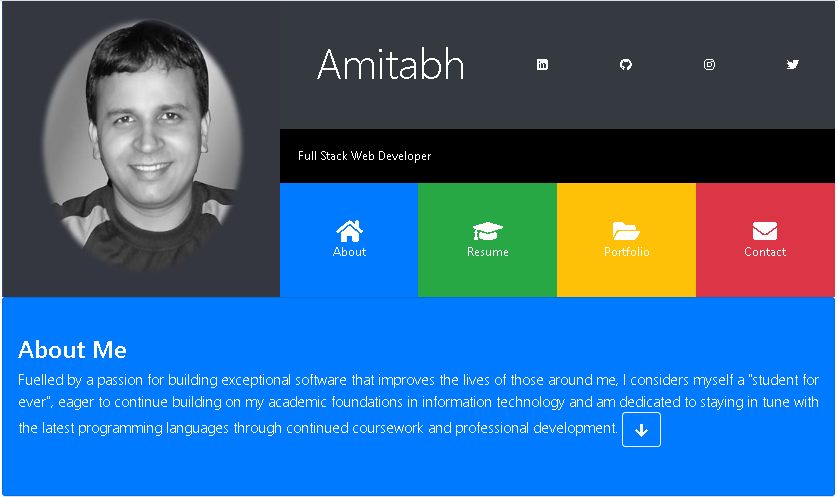 Amitabh
Full Stack Web Developer
About
Resume
Portfolio
Contact
About Me
Fuelled by a passion for building exceptional software that improves the lives of those around me, I considers myself a "student for
ever", eager to continue building on my academic foundations in information technology and am dedicated to staying in tune with
the latest programming languages through continued coursework and professional development.